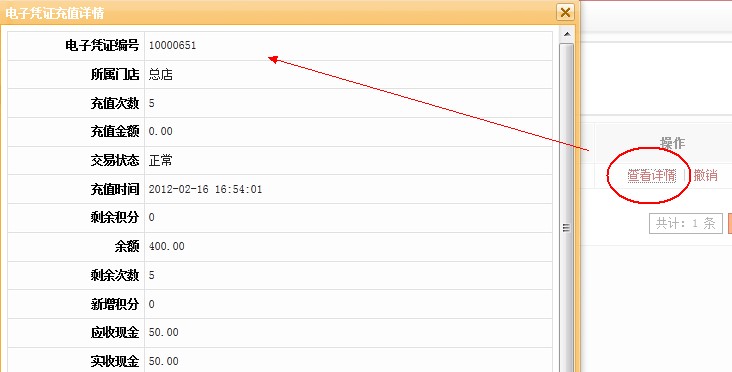 电子凭证充值详情
电子凭证编号 10000651
所属门店 总店
充值次数 5
充值金额 0.00
交易状态 正常
充值时间 2012-02-16 16:54:01
剩余积分 0
余额 400.00
剩余次数 5
新增积分 0
应收现金 50.00
实收现金 50.00
操作
查看详情 | 撤销
共计: 1 条